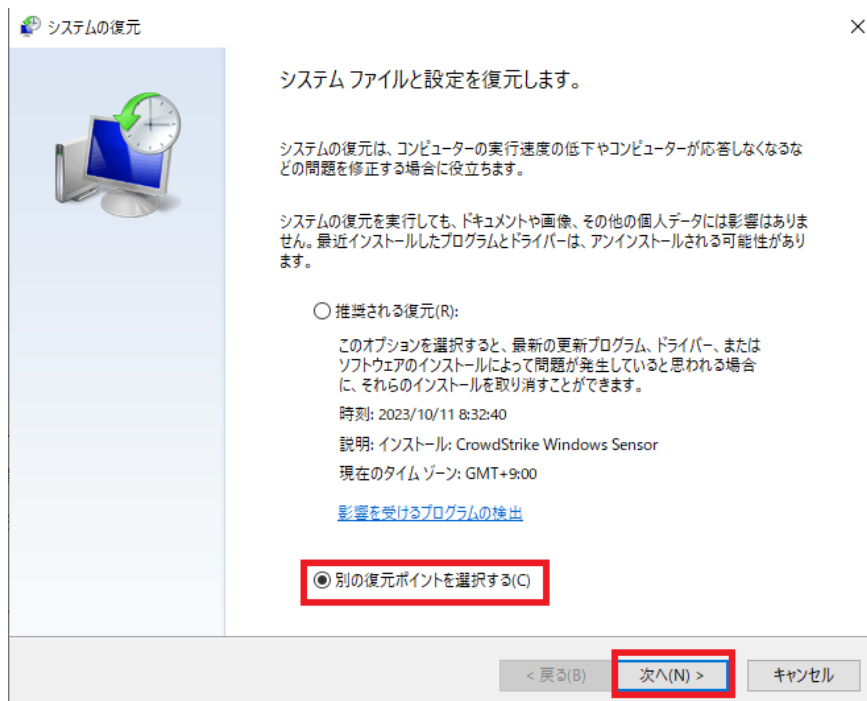 システムの復元
システム ファイルと設定を復元します。
システムの復元は、コンピューターの実行速度の低下やコンピューターが応答しなくなるな
どの問題を修正する場合に役立ちます。
システムの復元を実行しても、ドキュメントや画像、その他の個人データには影響はありま
せん。最近インストールしたプログラムとドライバーは、アンインストールされる可能性があり
ます。
推奨される復元(R):
このオプションを選択すると、最新の更新プログラム、ドライバー、または
ソフトウェアのインストールによって問題が発生していると思われる場合
に、それらのインストールを取り消すことができます。
時刻: 2023/10/11 8:32:40
説明: インストール: CrowdStrike Windows Sensor
現在のタイム ゾーン: GMT+9:00
影響を受けるプログラムの検出
別の復元ポイントを選択する(C)
< 戻る(B)
次へ(N) >
キャンセル